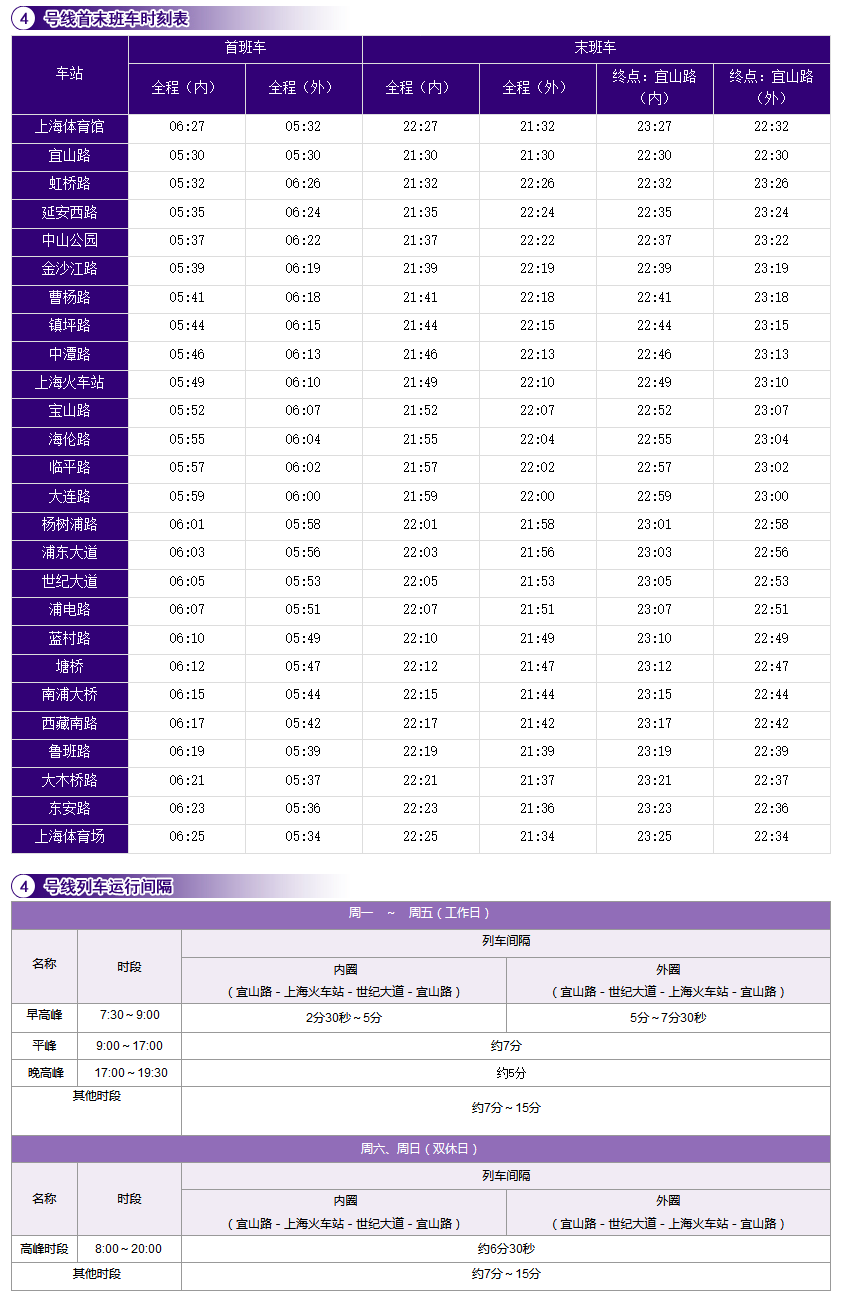 4 号线首末班车时刻表
车站 首班车 末班车
全程（内） 全程（外） 全程（内） 全程（外） 终点：宜山路（内） 终点：宜山路（外）
上海体育馆 06:27 05:32 22:27 21:32 23:27 22:32
宜山路 05:30 05:30 21:30 21:30 22:30 22:30
虹桥路 05:32 06:26 21:32 22:26 22:32 23:26
延安西路 05:35 06:24 21:35 22:24 22:35 23:24
中山公园 05:37 06:22 21:37 22:22 22:37 23:22
金沙江路 05:39 06:19 21:39 22:19 22:39 23:19
曹杨路 05:41 06:18 21:41 22:18 22:41 23:18
镇坪路 05:44 06:15 21:44 22:15 22:44 23:15
中潭路 05:46 06:13 21:46 22:13 22:46 23:13
上海火车站 05:49 06:10 21:49 22:10 22:49 23:10
宝山路 05:52 06:07 21:52 22:07 22:52 23:07
海伦路 05:55 06:04 21:55 22:04 22:55 23:04
临平路 05:57 06:02 21:57 22:02 22:57 23:02
大连路 05:59 06:00 21:59 22:00 22:59 23:00
杨树浦路 06:01 05:58 22:01 21:58 23:01 22:58
浦东大道 06:03 05:56 22:03 21:56 23:03 22:56
世纪大道 06:05 05:53 22:05 21:53 23:05 22:53
浦电路 06:07 05:51 22:07 21:51 23:07 22:51
蓝村路 06:10 05:49 22:10 21:49 23:10 22:49
塘桥 06:12 05:47 22:12 21:47 23:12 22:47
南浦大桥 06:15 05:44 22:15 21:44 23:15 22:44
西藏南路 06:17 05:42 22:17 21:42 23:17 22:42
鲁班路 06:19 05:39 22:19 21:39 23:19 22:39
大木桥路 06:21 05:37 22:21 21:37 23:21 22:37
东安路 06:23 05:36 22:23 21:36 23:23 22:36
上海体育场 06:25 05:34 22:25 21:34 23:25 22:34
4 号线列车运行间隔
周一 ～ 周五（工作日）
名称 时段 列车间隔
内圈 外圈
（宜山路－上海火车站－世纪大道－宜山路） （宜山路－世纪大道－上海火车站－宜山路）
早高峰 7:30～9:00 2分30秒～5分 5分～7分30秒
平峰 9:00～17:00 约7分
晚高峰 17:00～19:30 约5分
其他时段 约7分～15分
周六、周日（双休日）
名称 时段 列车间隔
内圈 外圈
（宜山路－上海火车站－世纪大道－宜山路） （宜山路－世纪大道－上海火车站－宜山路）
高峰时段 8:00～20:00 约6分30秒
其他时段 约7分～15分